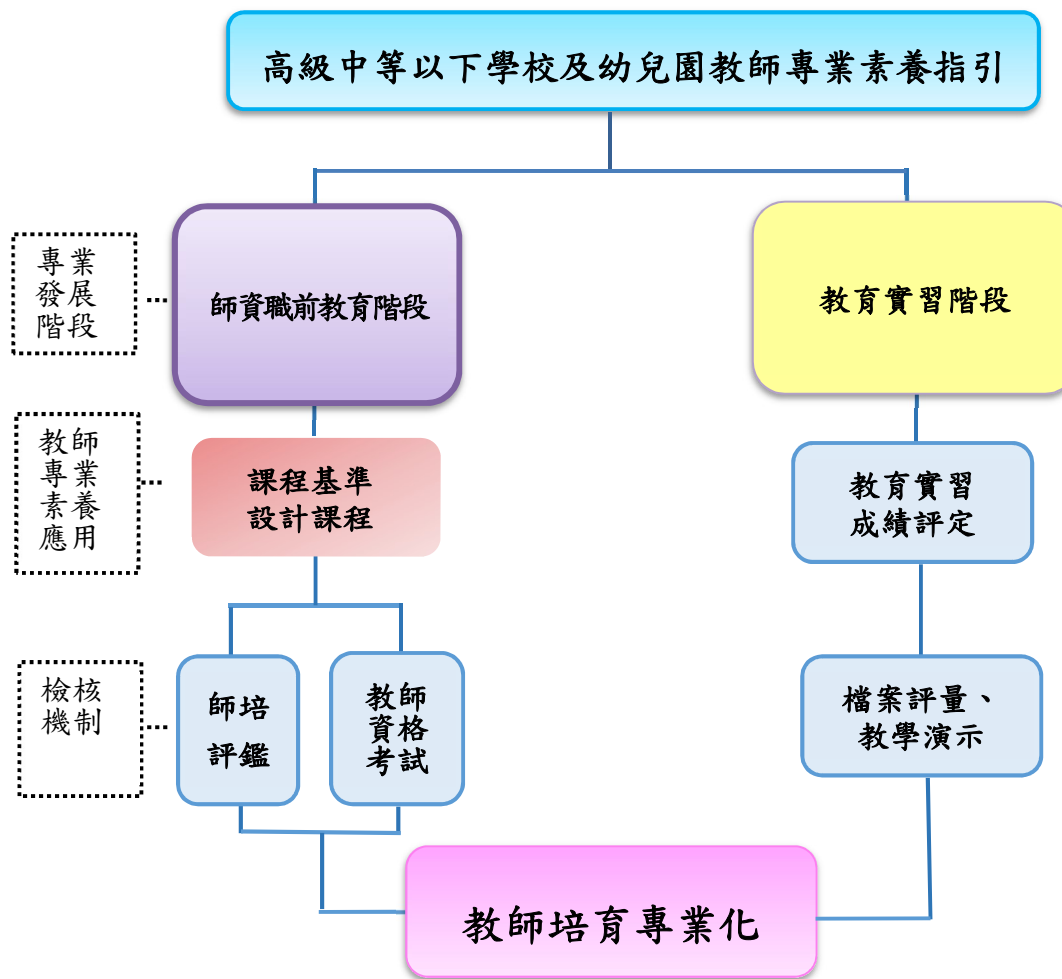 高級中等以下學校及幼兒園教師專業素養指引
專業
發展
階段
師資職前教育階段
教育實習階段
教師
專業
素養
應用
課程基準
設計課程
教育實習
成績評定
檢核
機制
師培
評鑑
教師
資格
考試
檔案評量、
教學演示
教師培育專業化